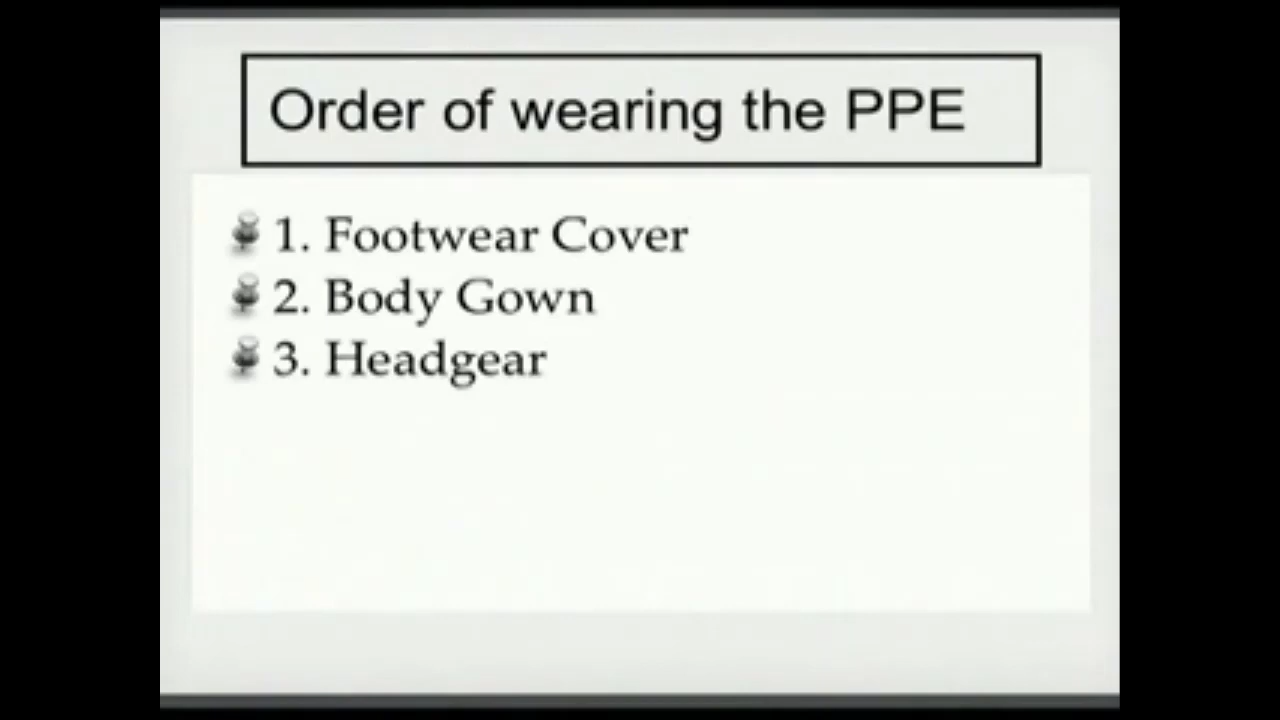 Order of wearing the PPE
1. Footwear Cover
2. Body Gown
3. Headgear